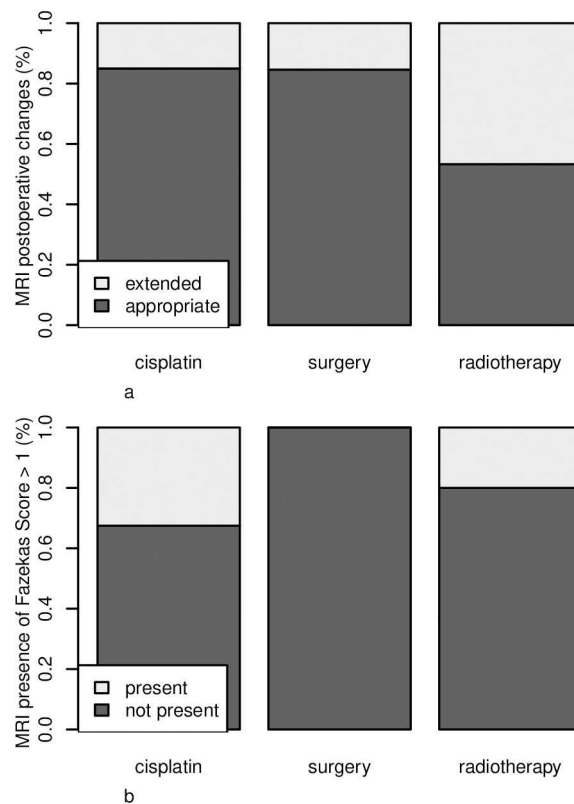 MRI postoperative changes (%)
1.0
0.8
0.6
0.4
0.2
0.0
extended
appropriate
cisplatin surgery radiotherapy
a
MRI presence of Fazekas Score > 1 (%)
1.0
0.8
0.6
0.4
0.2
0.0
present
not present
cisplatin surgery radiotherapy
b